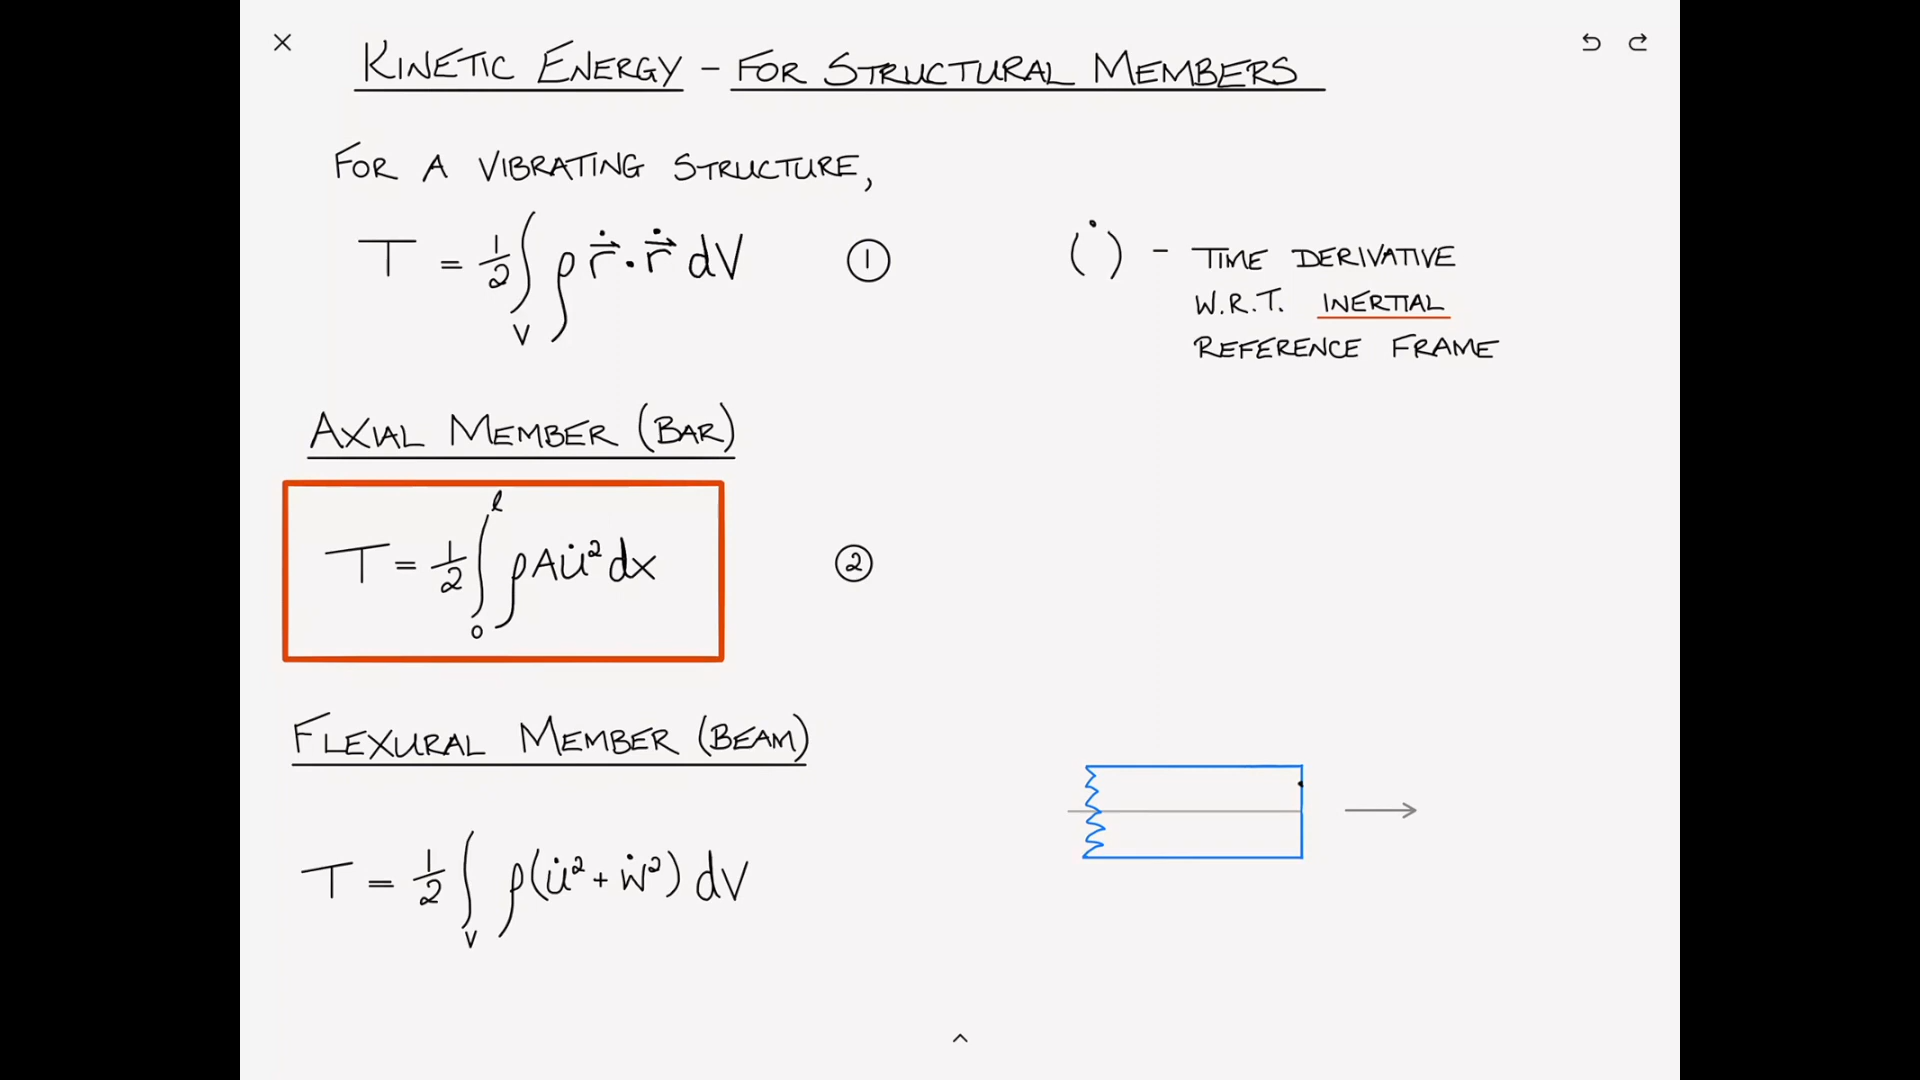 KINETIC ENERGY - FOR STRUCTURAL MEMBERS
FOR A VIBRATING STRUCTURE,
T = 1/2 ∫_V ρ ṙ⃗ · ṙ⃗ dV ①
( ˙ ) - TIME DERIVATIVE
W.R.T. INERTIAL
REFERENCE FRAME
AXIAL MEMBER (BAR)
T = 1/2 ∫_0^ℓ ρAu̇² dx ②
FLEXURAL MEMBER (BEAM)
T = 1/2 ∫_V ρ(u̇² + ẇ²) dV